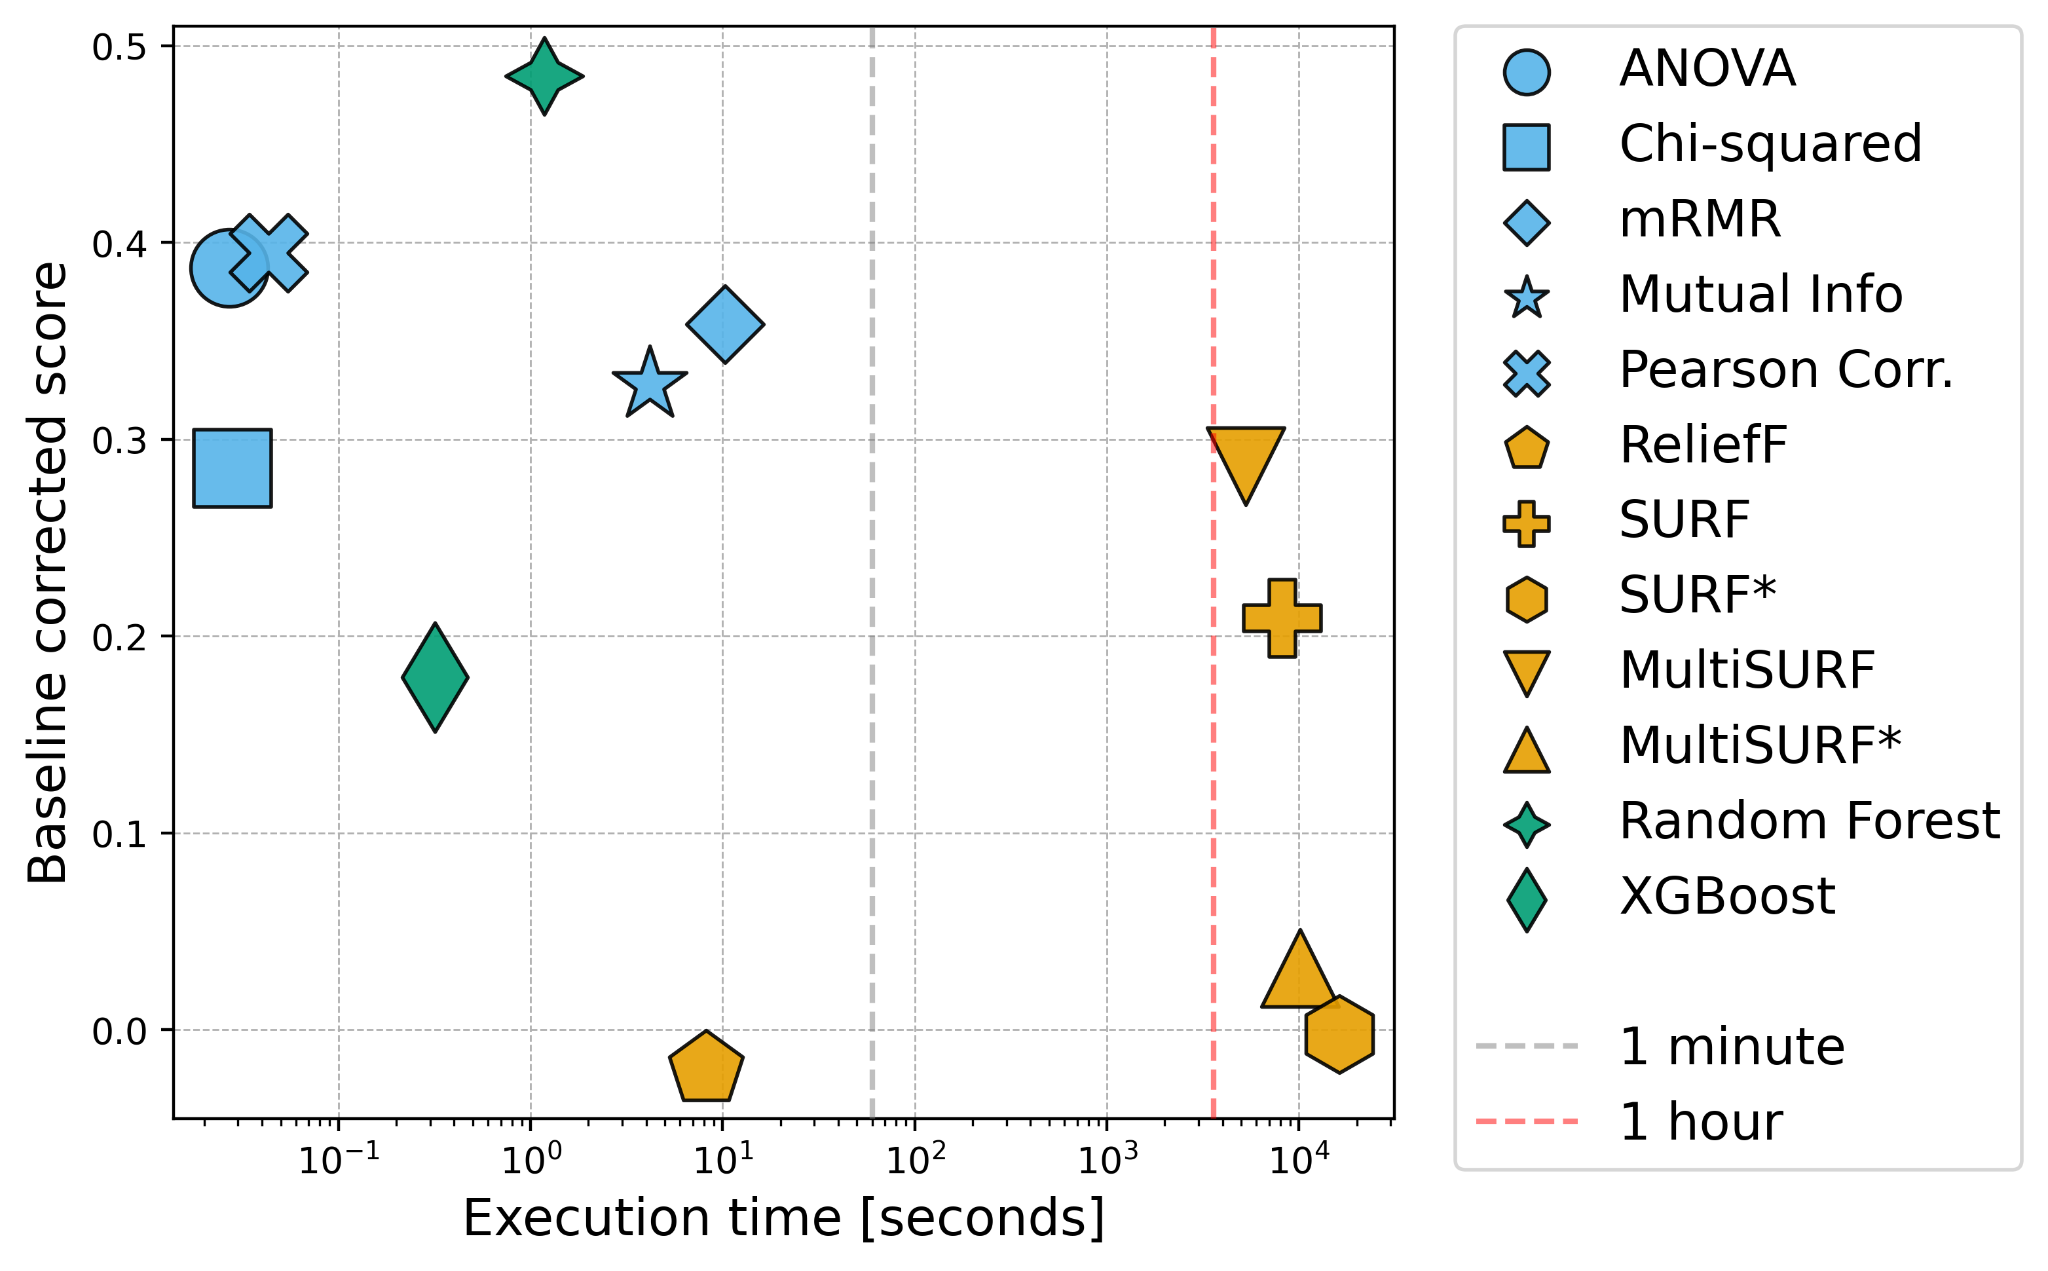 Baseline corrected score
0.5
0.4
0.3
0.2
0.1
0.0
10⁻¹ 10⁰ 10¹ 10² 10³ 10⁴
Execution time [seconds]
ANOVA
Chi-squared
mRMR
Mutual Info
Pearson Corr.
ReliefF
SURF
SURF*
MultiSURF
MultiSURF*
Random Forest
XGBoost
1 minute
1 hour